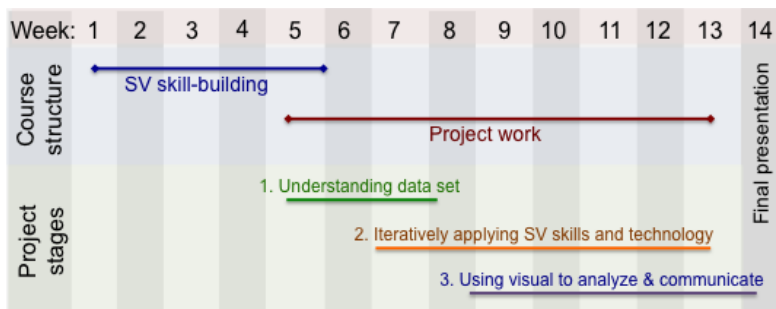 Week: 1 2 3 4 5 6 7 8 9 10 11 12 13 14
Course
structure
SV skill-building
Project work
Project
stages
1. Understanding data set
2. Iteratively applying SV skills and technology
3. Using visual to analyze & communicate
Final presentation